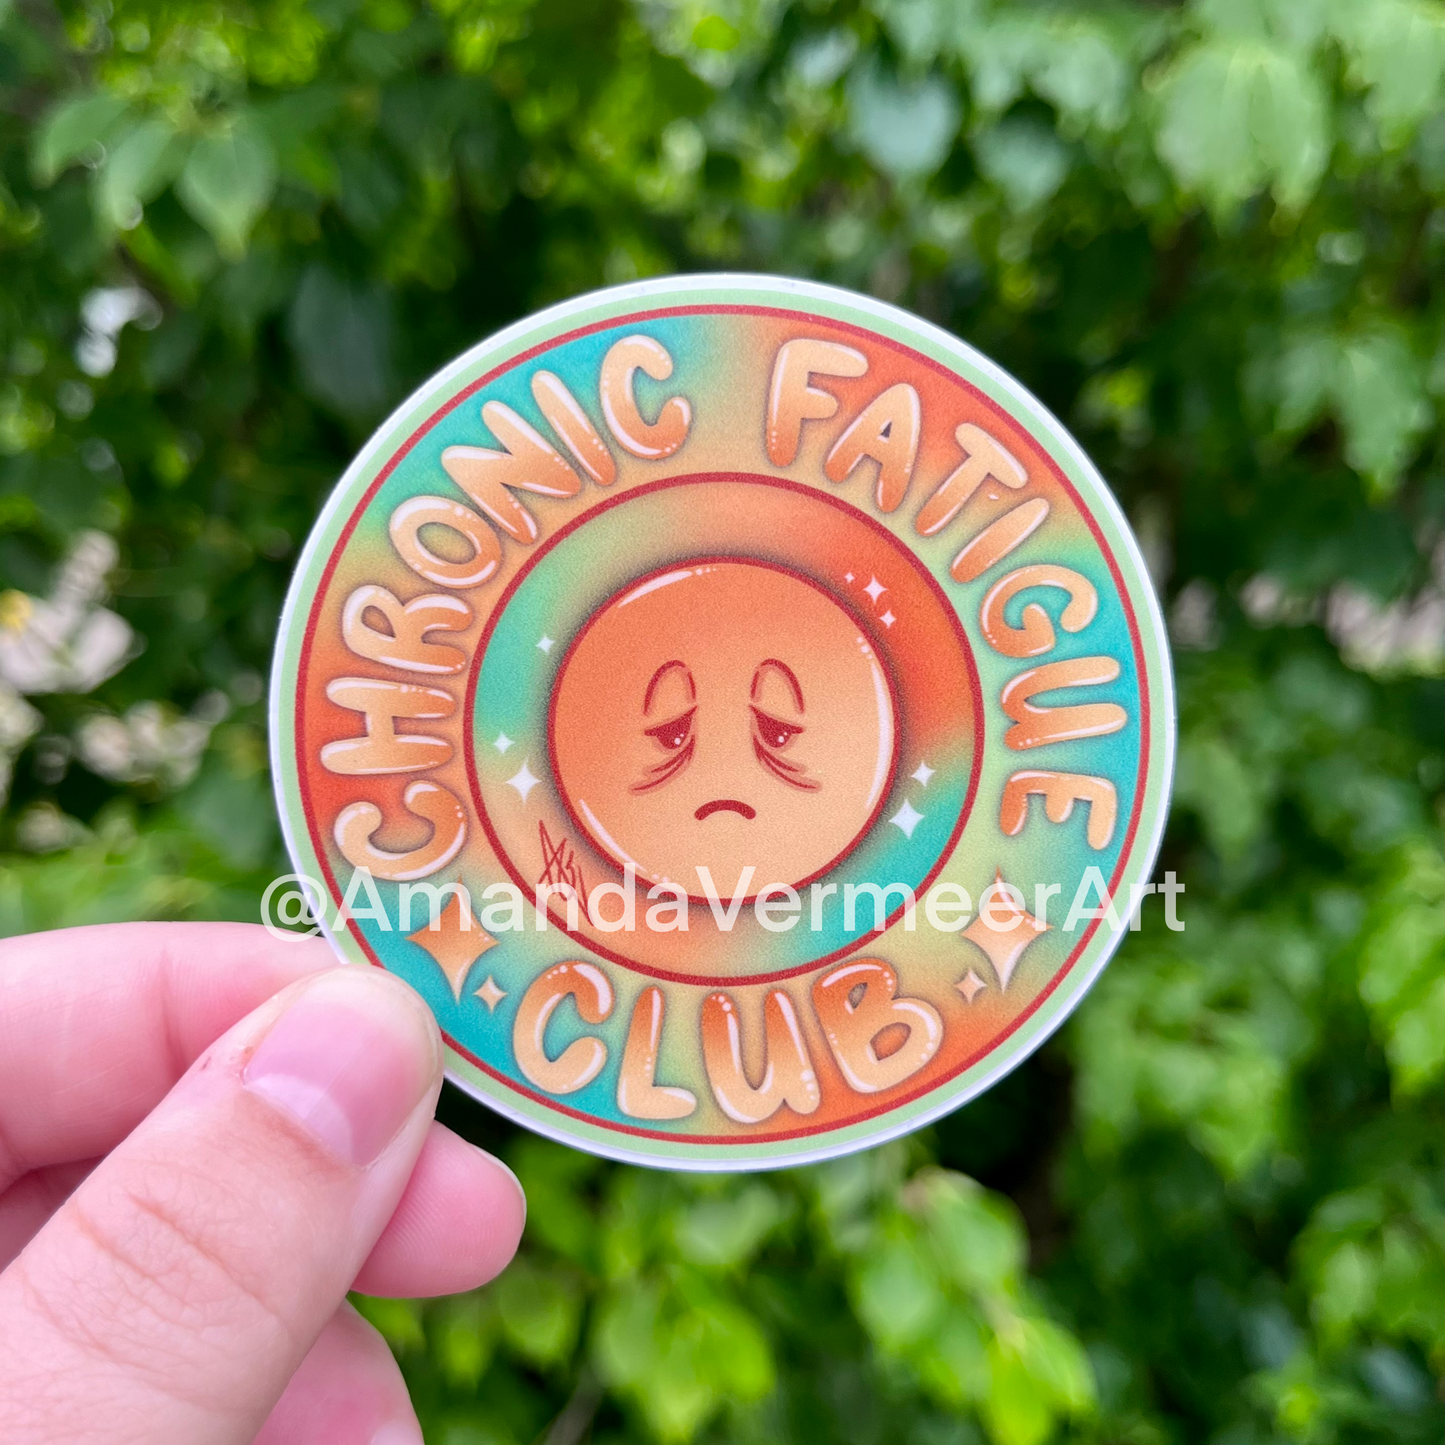 CHRONIC FATIGUE
@AmandaVermeerArt
CLUB